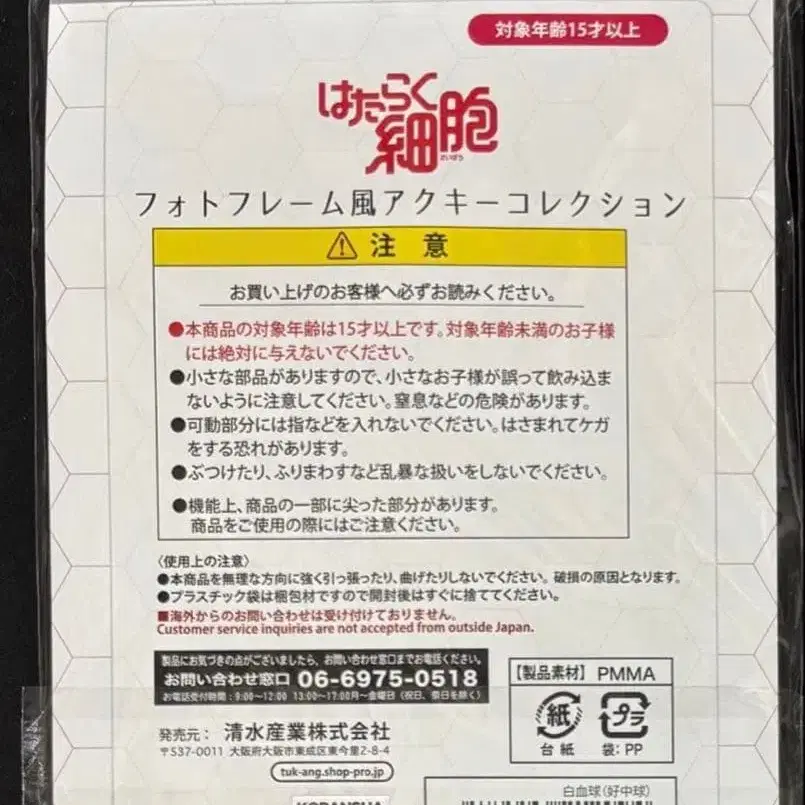 対象年齢15才以上
はたらく
細胞
さいぼう
フォトフレーム風アクキーコレクション
⚠ 注 意
お買い上げのお客様へ必ずお読みください。
●本商品の対象年齢は15才以上です。対象年齢未満のお子様
には絶対に与えないでください。
●小さな部品がありますので、小さなお子様が誤って飲み込ま
ないように注意してください。窒息などの危険があります。
●可動部分には指などを入れないでください。はさまれてケガ
をする恐れがあります。
●ぶつけたり、ふりまわすなど乱暴な扱いをしないでください。
●機能上、商品の一部に尖った部分があります。
商品をご使用の際にはご注意ください。
〈使用上の注意〉
●本商品を無理な方向に強く引っ張ったり、曲げたりしないでください。破損の原因となります。
●プラスチック袋は梱包材ですので開封後はすぐに捨ててください。
■海外からのお問い合わせは受け付けておりません。
Customer service inquiries are not accepted from outside Japan.
製品にお気づきの点がございましたら、お問い合わせ窓口までお電話ください。
お問い合わせ窓口 06-6975-0518
お電話受付時間:9:00〜12:00 13:00〜17:00月〜金曜日(祝日、祭日を除く)
【製品素材】 PMMA
紙
プラ
台 紙
袋:PP
発売元: 清水産業株式会社
〒537-0011 大阪府大阪市東成区東今里2-8-4
tuk-ang.shop-pro.jp
KODANSHA
白血球(好中球)